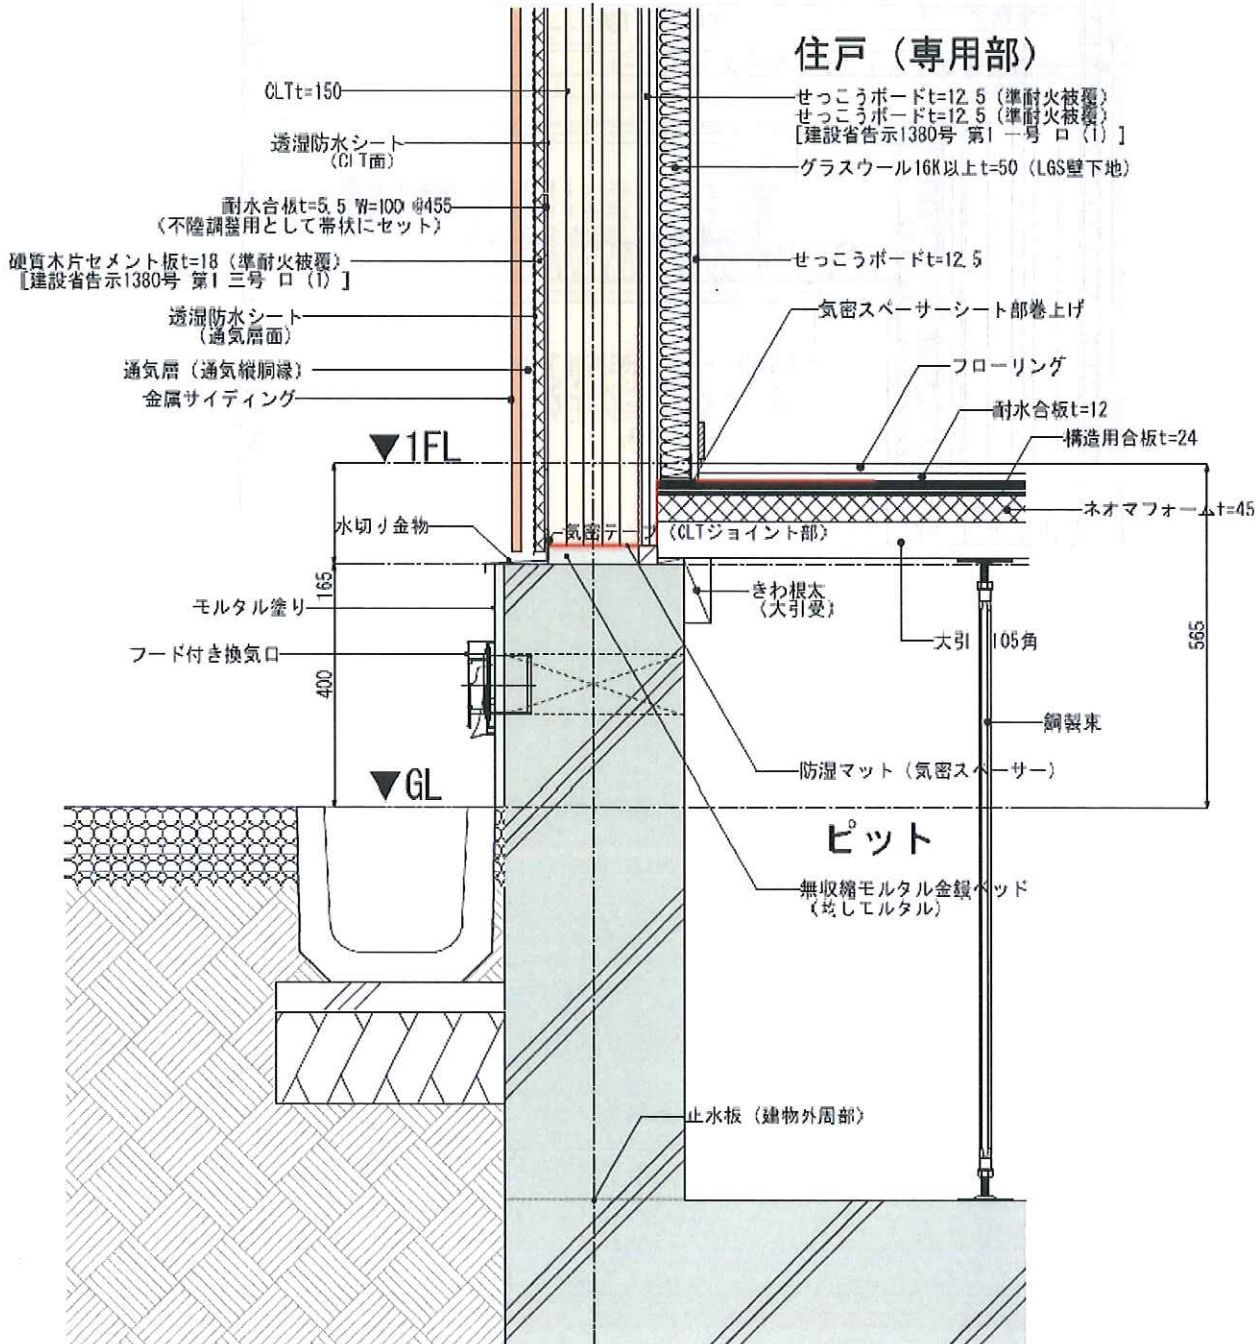 住戸（専用部）
CLTt=150
透湿防水シート
(CLT面)
耐水合板t=5.5 W=100 @455
（不陸調整用として帯状にセット）
硬質木片セメント板t=18（準耐火被覆）
[建設省告示1380号 第1 三号 ロ (1) ]
透湿防水シート
(通気層面)
通気層（通気縦胴縁）
金属サイディング
せっこうボードt=12.5（準耐火被覆）
せっこうボードt=12.5（準耐火被覆）
[建設省告示1380号 第1 一号 ロ (1) ]
グラスウール16K以上t=50（LGS壁下地）
せっこうボードt=12.5
気密スペーサーシート部巻上げ
フローリング
耐水合板t=12
構造用合板t=24
ネオマフォームt=45
▼1FL
水切り金物
気密テープ（CLTジョイント部）
165
モルタル塗り
きわ根太
(大引受)
大引 105角
565
フード付き換気口
400
鋼製束
防湿マット（気密スペーサー）
▼GL
ピット
無収縮モルタル金鏝ベッド
（均しモルタル）
止水板（建物外周部）